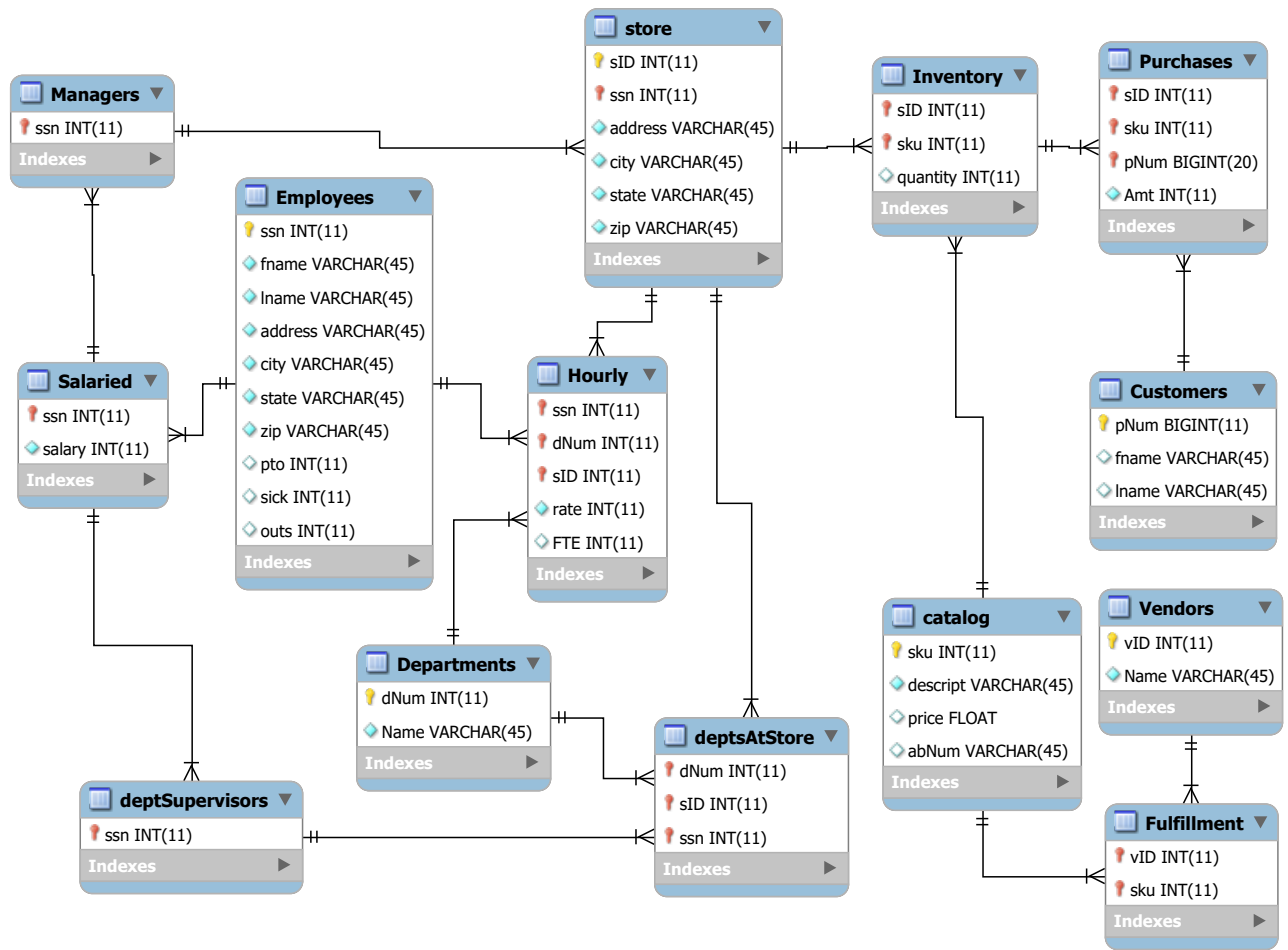 store
sID INT(11)
ssn INT(11)
address VARCHAR(45)
city VARCHAR(45)
state VARCHAR(45)
zip VARCHAR(45)
Indexes
Managers
ssn INT(11)
Indexes
Inventory
sID INT(11)
sku INT(11)
quantity INT(11)
Indexes
Purchases
sID INT(11)
sku INT(11)
pNum BIGINT(20)
Amt INT(11)
Indexes
Employees
ssn INT(11)
fname VARCHAR(45)
lname VARCHAR(45)
address VARCHAR(45)
city VARCHAR(45)
state VARCHAR(45)
zip VARCHAR(45)
pto INT(11)
sick INT(11)
outs INT(11)
Indexes
Salaried
ssn INT(11)
salary INT(11)
Indexes
Hourly
ssn INT(11)
dNum INT(11)
sID INT(11)
rate INT(11)
FTE INT(11)
Indexes
Customers
pNum BIGINT(11)
fname VARCHAR(45)
lname VARCHAR(45)
Indexes
catalog
sku INT(11)
descript VARCHAR(45)
price FLOAT
abNum VARCHAR(45)
Indexes
Vendors
vID INT(11)
Name VARCHAR(45)
Indexes
Departments
dNum INT(11)
Name VARCHAR(45)
Indexes
deptsAtStore
dNum INT(11)
sID INT(11)
ssn INT(11)
Indexes
deptSupervisors
ssn INT(11)
Indexes
Fulfillment
vID INT(11)
sku INT(11)
Indexes